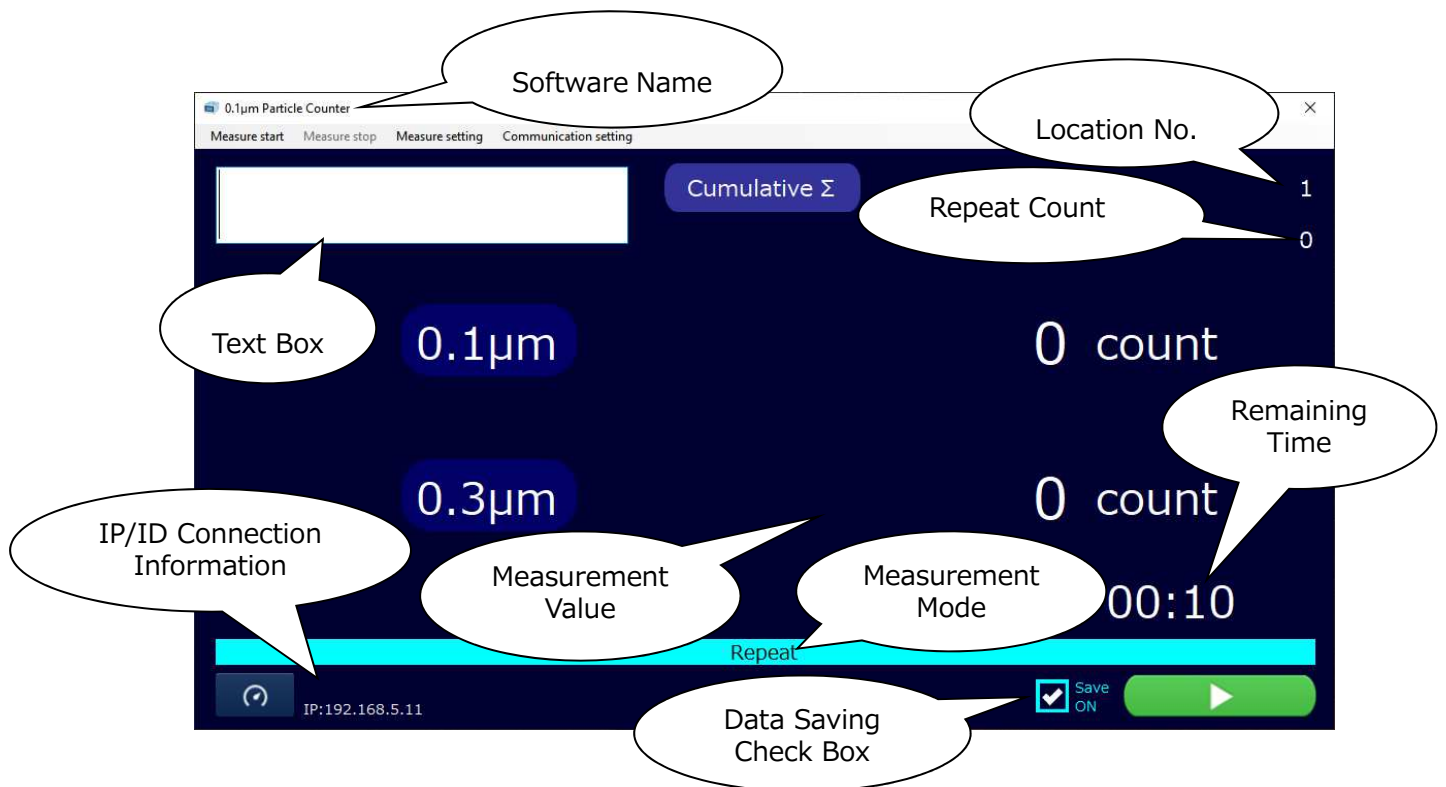 Software Name
0.1µm Particle Counter
Location No.
Measure start Measure stop Measure setting Communication setting
Cumulative Σ
1
Repeat Count
0
Text Box
0.1µm
0 count
Remaining
Time
0.3µm
0 count
IP/ID Connection
Information
Measurement
Value
Measurement
Mode
00:10
Repeat
IP:192.168.5.11
Data Saving
Check Box
Save
ON